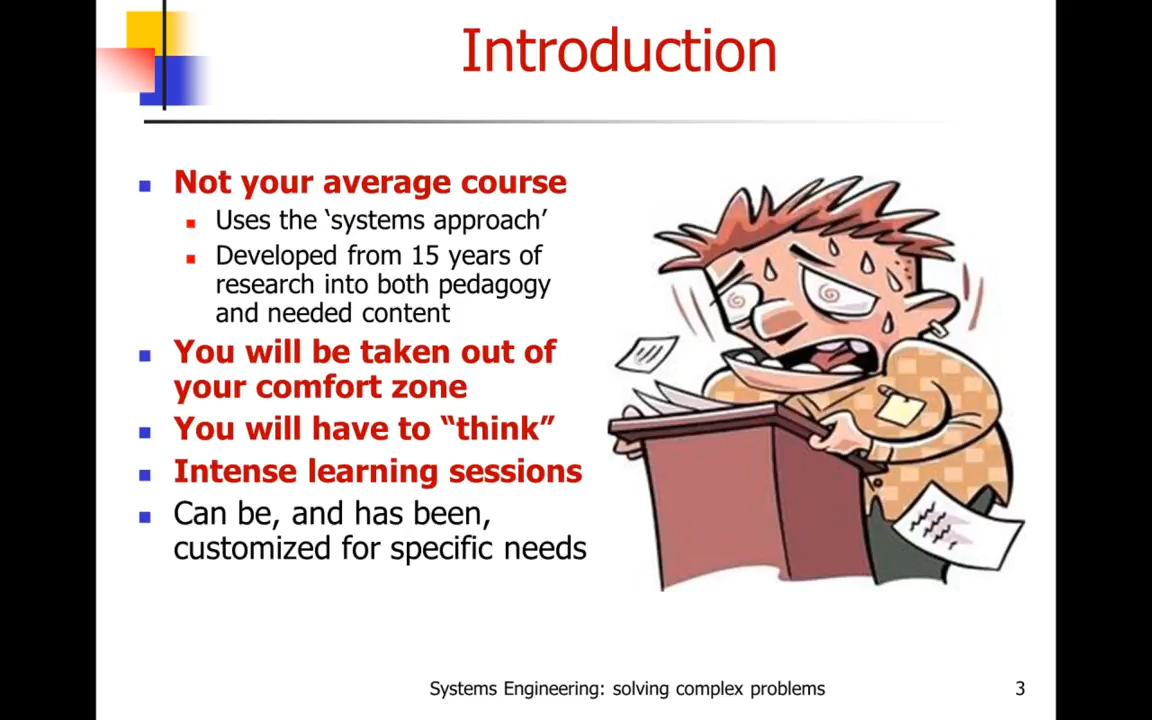 Introduction
Not your average course
Uses the ‘systems approach’
Developed from 15 years of
research into both pedagogy
and needed content
You will be taken out of
your comfort zone
You will have to “think”
Intense learning sessions
Can be, and has been,
customized for specific needs
Systems Engineering: solving complex problems
3